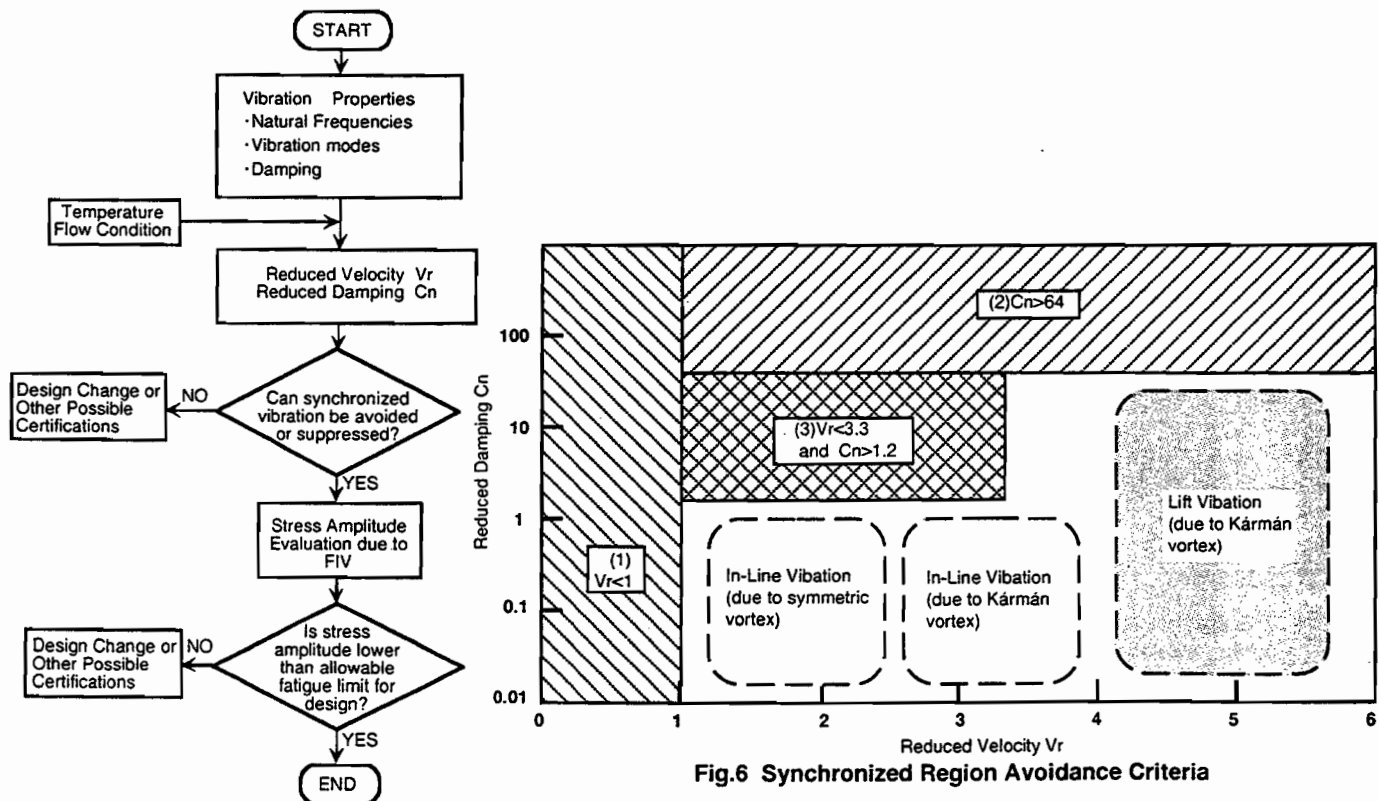 START
Vibration Properties
·Natural Frequencies
·Vibration modes
·Damping
Temperature
Flow Condition
Reduced Velocity Vr
Reduced Damping Cn
Can synchronized
vibration be avoided
or suppressed?
NO
Design Change or
Other Possible
Certifications
YES
Stress Amplitude
Evaluation due to
FIV
Is stress
amplitude lower
than allowable
fatigue limit for
design?
NO
Design Change or
Other Possible
Certifications
YES
END
Reduced Damping Cn
100
10
1
0.1
0.01
(2)Cn>64
(3)Vr<3.3
and Cn>1.2
(1)
Vr<1
In-Line Vibation
(due to symmetric
vortex)
In-Line Vibation
(due to Kármán
vortex)
Lift Vibation
(due to Kármán
vortex)
0 1 2 3 4 5 6
Reduced Velocity Vr
Fig.6 Synchronized Region Avoidance Criteria